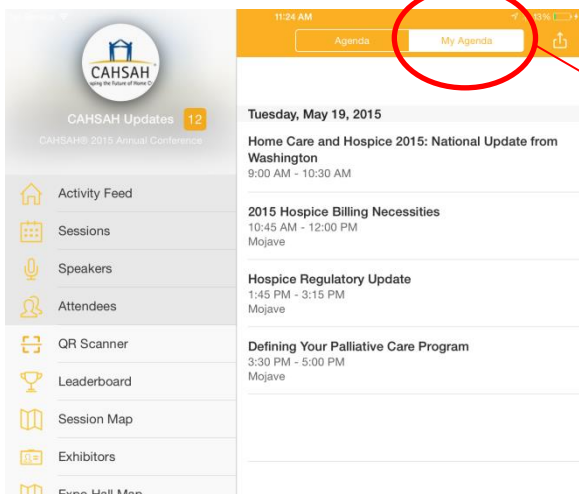 11:24 AM
13%
Agenda
My Agenda
CAHSAH
CAHSAH Updates 12
CAHSAH® 2015 Annual Conference
Activity Feed
Sessions
Speakers
Attendees
QR Scanner
Leaderboard
Session Map
Exhibitors
Expo Hall Map
Tuesday, May 19, 2015
Home Care and Hospice 2015: National Update from
Washington
9:00 AM - 10:30 AM
2015 Hospice Billing Necessities
10:45 AM - 12:00 PM
Mojave
Hospice Regulatory Update
1:45 PM - 3:15 PM
Mojave
Defining Your Palliative Care Program
3:30 PM - 5:00 PM
Mojave